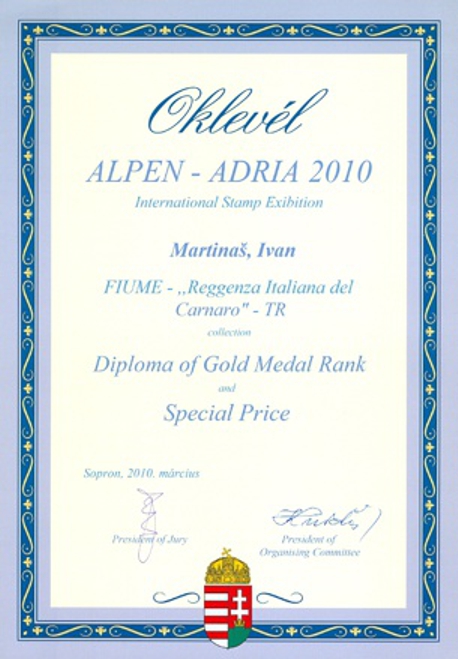 Oklevél
ALPEN - ADRIA 2010
International Stamp Exibition
Martinaš, Ivan
FIUME - „Reggenza Italiana del
Carnaro" - TR
collection
Diploma of Gold Medal Rank
and
Special Price
Sopron, 2010. március
President of Jury
President of
Organising Committee